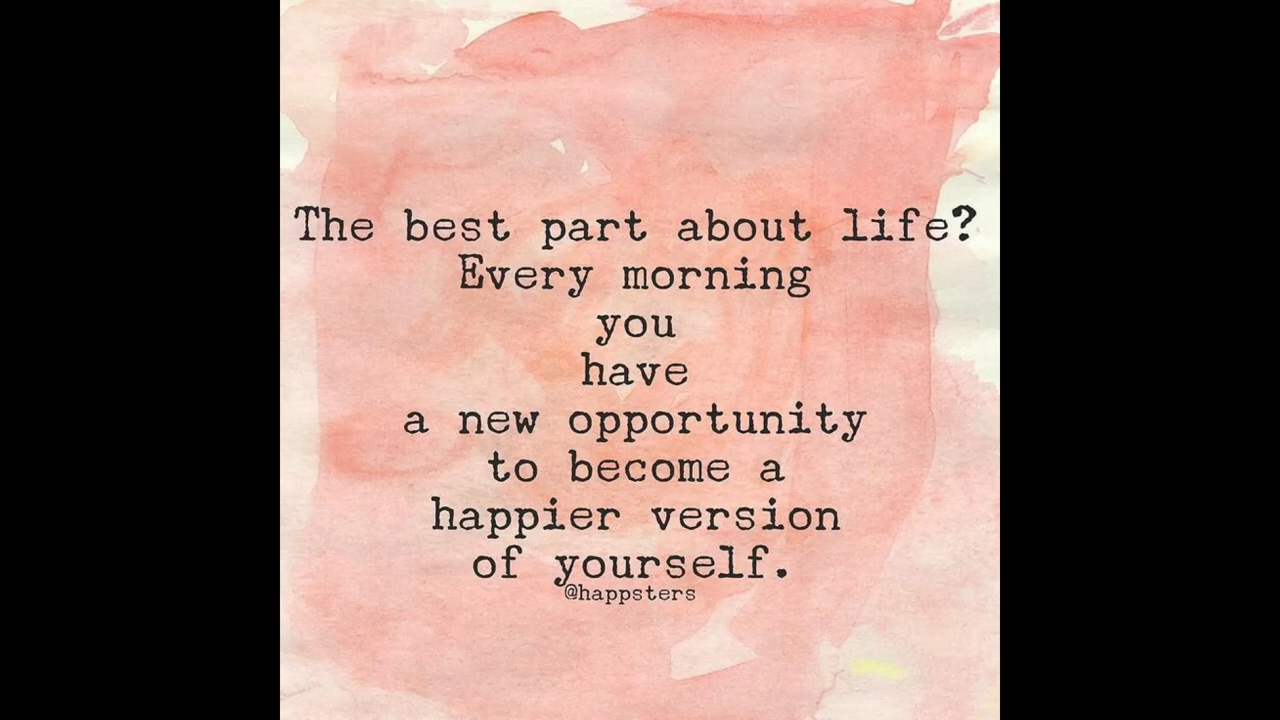 The best part about life?
Every morning
you
have
a new opportunity
to become a
happier version
of yourself.
@happsters